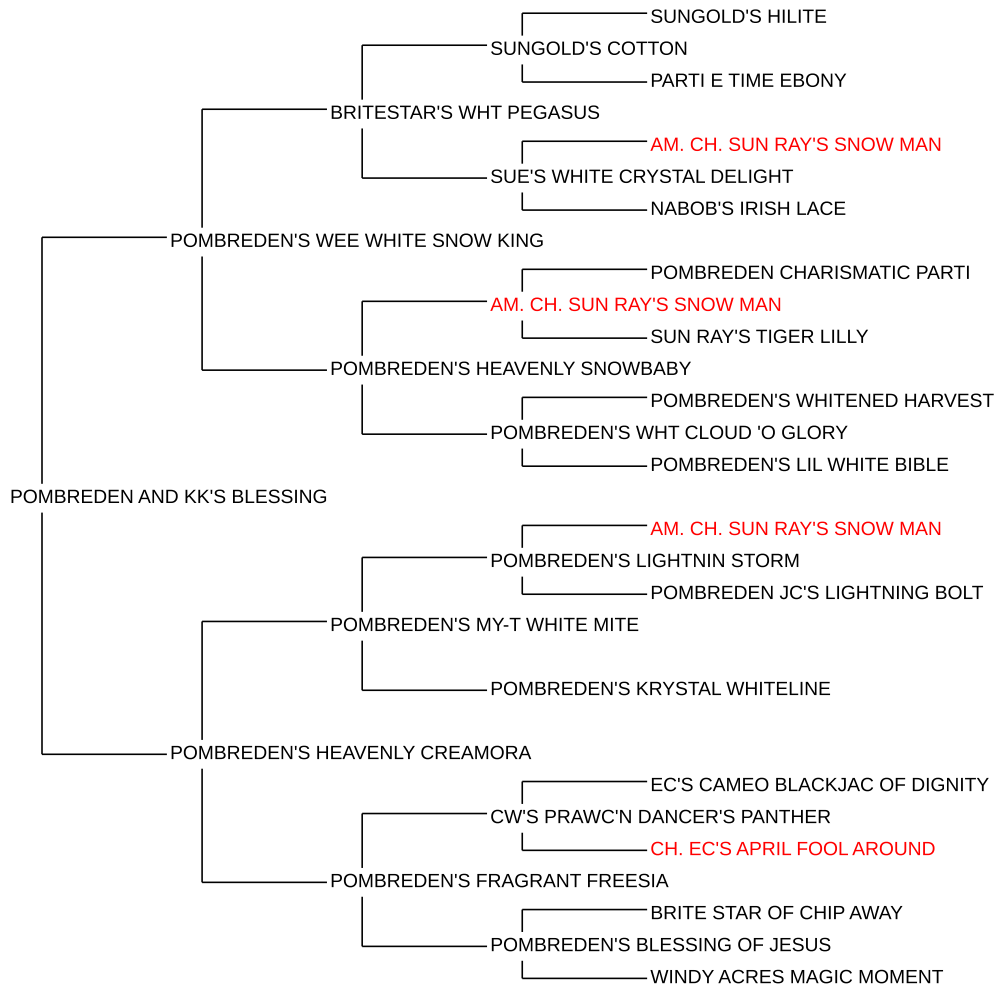 SUNGOLD'S HILITE
SUNGOLD'S COTTON
PARTI E TIME EBONY
BRITESTAR'S WHT PEGASUS
AM. CH. SUN RAY'S SNOW MAN
SUE'S WHITE CRYSTAL DELIGHT
NABOB'S IRISH LACE
POMBREDEN'S WEE WHITE SNOW KING
POMBREDEN CHARISMATIC PARTI
AM. CH. SUN RAY'S SNOW MAN
SUN RAY'S TIGER LILLY
POMBREDEN'S HEAVENLY SNOWBABY
POMBREDEN'S WHITENED HARVEST
POMBREDEN'S WHT CLOUD 'O GLORY
POMBREDEN'S LIL WHITE BIBLE
POMBREDEN AND KK'S BLESSING
AM. CH. SUN RAY'S SNOW MAN
POMBREDEN'S LIGHTNIN STORM
POMBREDEN JC'S LIGHTNING BOLT
POMBREDEN'S MY-T WHITE MITE
POMBREDEN'S KRYSTAL WHITELINE
POMBREDEN'S HEAVENLY CREAMORA
EC'S CAMEO BLACKJAC OF DIGNITY
CW'S PRAWC'N DANCER'S PANTHER
CH. EC'S APRIL FOOL AROUND
POMBREDEN'S FRAGRANT FREESIA
BRITE STAR OF CHIP AWAY
POMBREDEN'S BLESSING OF JESUS
WINDY ACRES MAGIC MOMENT